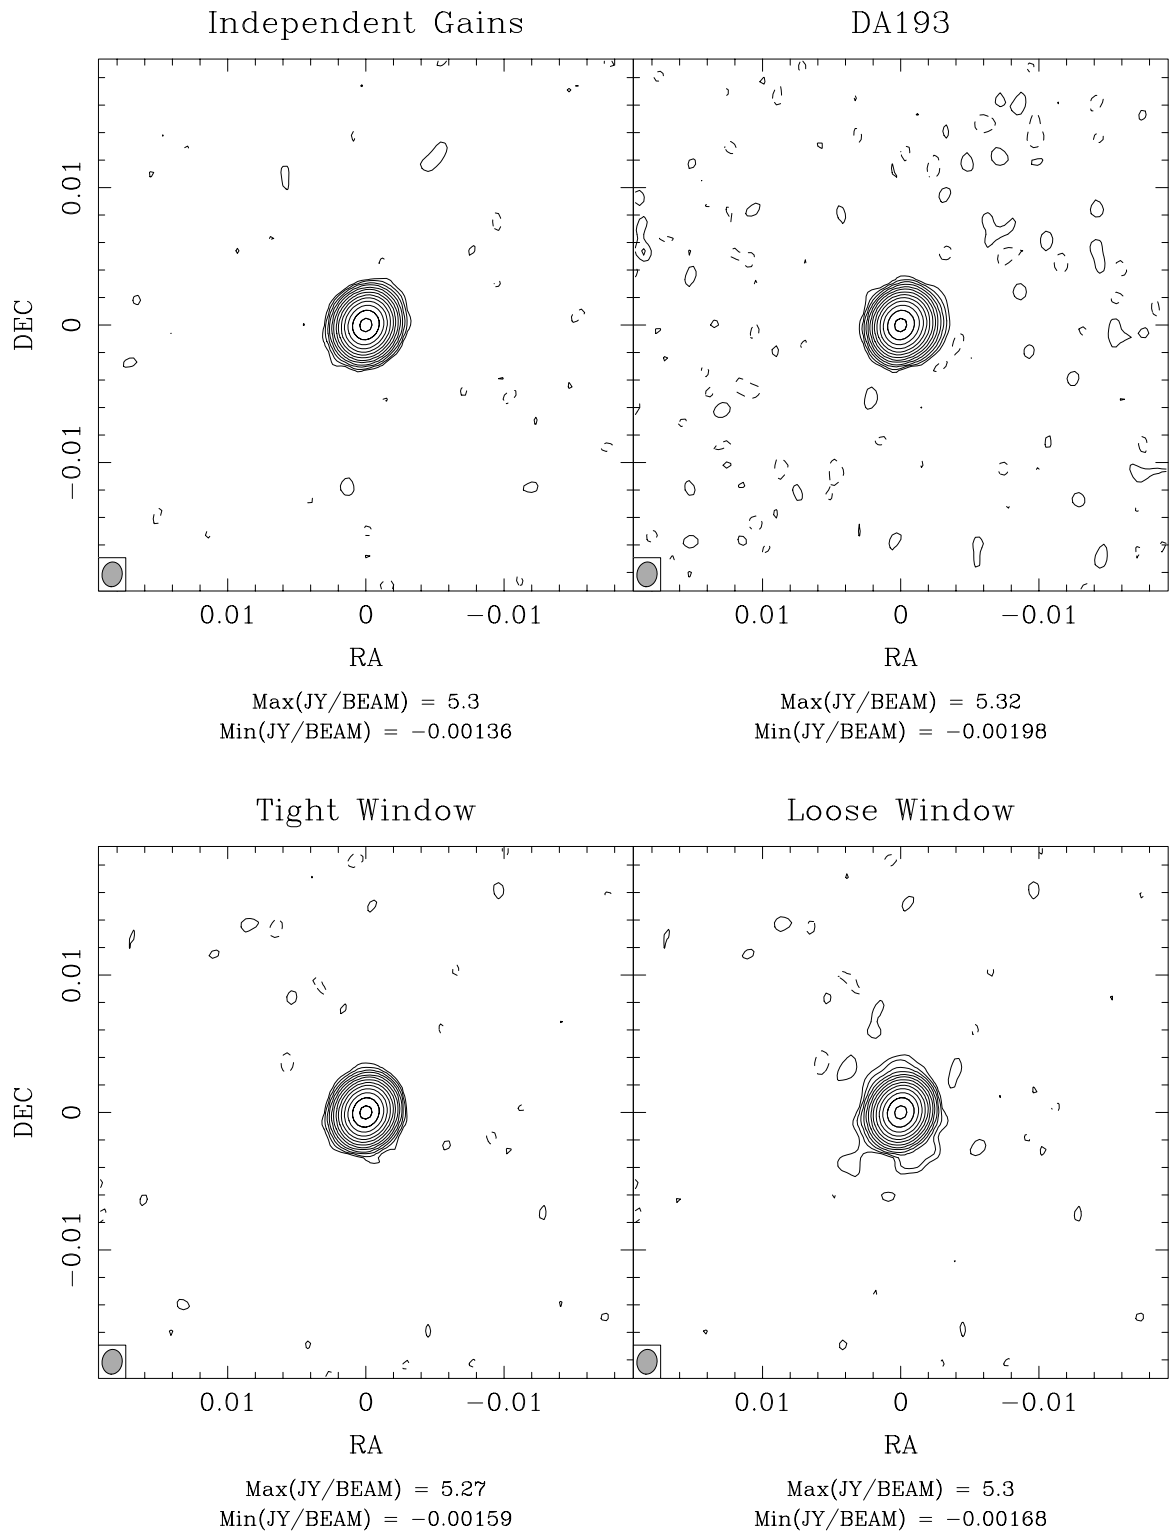 Independent Gains
DA193
DEC
0.01
0
−0.01
0.01
0
−0.01
0.01
0
−0.01
RA
RA
Max(JY/BEAM) = 5.3
Min(JY/BEAM) = −0.00136
Max(JY/BEAM) = 5.32
Min(JY/BEAM) = −0.00198
Tight Window
Loose Window
DEC
0.01
0
−0.01
0.01
0
−0.01
0.01
0
−0.01
RA
RA
Max(JY/BEAM) = 5.27
Min(JY/BEAM) = −0.00159
Max(JY/BEAM) = 5.3
Min(JY/BEAM) = −0.00168